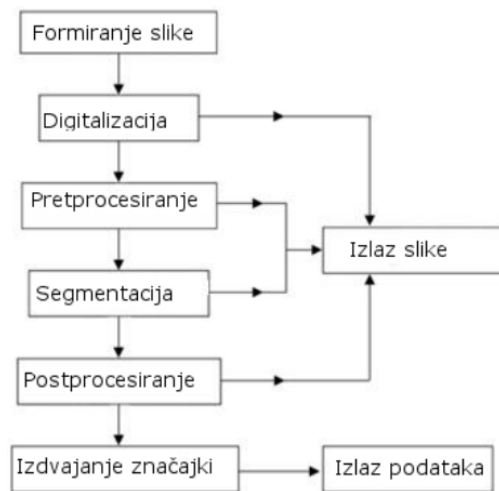 Formiranje slike
Digitalizacija
Pretprocesiranje
Izlaz slike
Segmentacija
Postprocesiranje
Izdvajanje značajki
Izlaz podataka